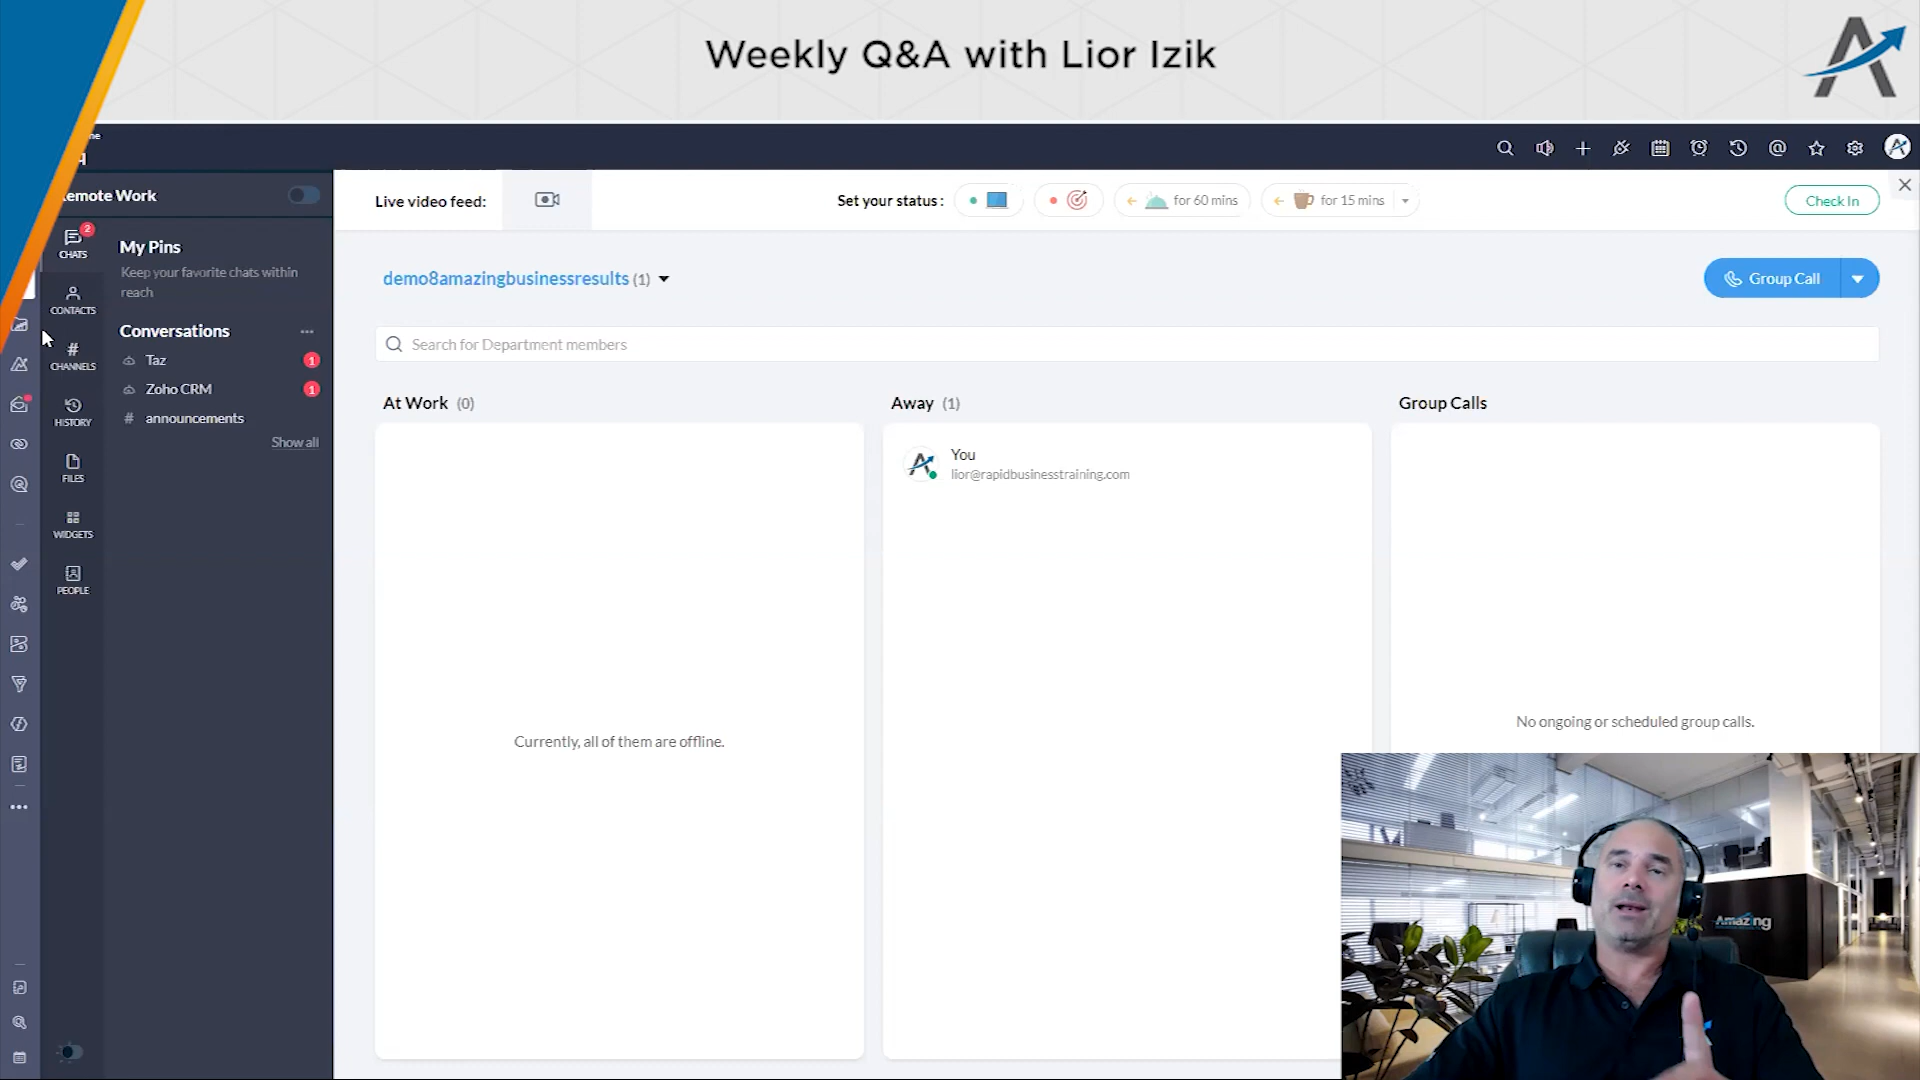 Weekly Q&A with Lior Izik
emote Work
Live video feed:
Set your status :
for 60 mins
for 15 mins
Check In
2
CHATS
CONTACTS
CHANNELS
HISTORY
FILES
WIDGETS
PEOPLE
My Pins
Keep your favorite chats within
reach
Conversations
Taz
1
Zoho CRM
1
# announcements
Show all
demo8amazingbusinessresults (1)
Group Call
Search for Department members
At Work (0)
Currently, all of them are offline.
Away (1)
You
lior@rapidbusinesstraining.com
Group Calls
No ongoing or scheduled group calls.
Amazing